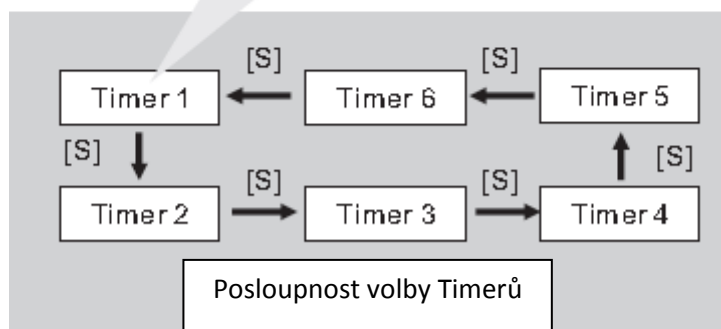 [S] [S]
Timer 1 Timer 6 Timer 5
[S] [S]
[S] [S]
Timer 2 Timer 3 Timer 4
Posloupnost volby Timerů